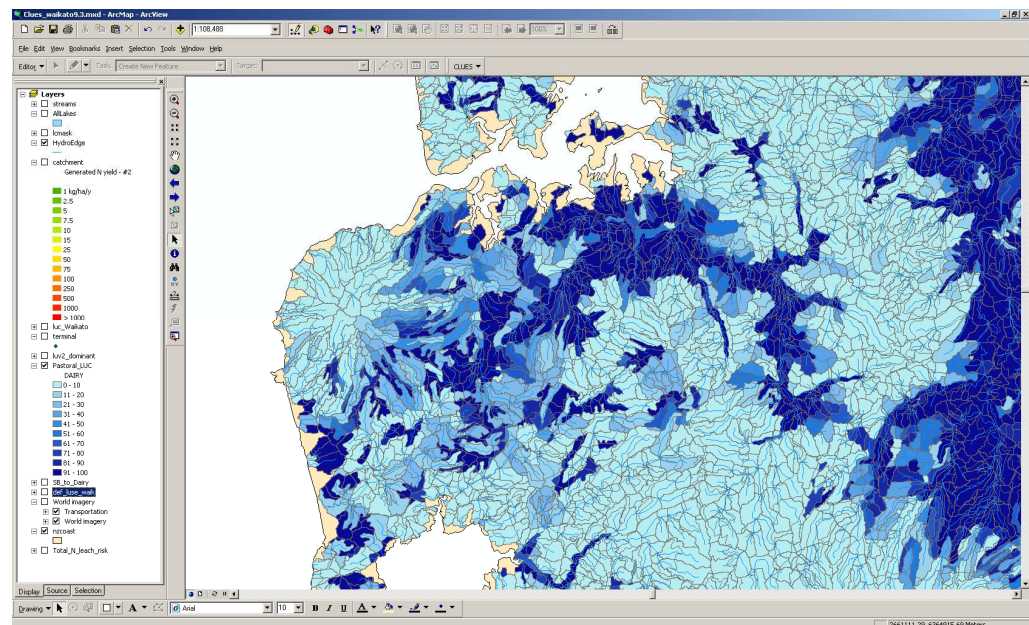 Clues_waikato9.3.mxd - ArcMap - ArcView
1:108,488
100%
File Edit View Bookmarks Insert Selection Tools Window Help
Editor Task: Create New Feature Target: CLUES
Layers
streams
AllLakes
lcmask
HydroEdge
catchment
Generated N yield - #2
1 kg/ha/y
2.5
5
7.5
10
15
25
50
75
100
250
500
1000
> 1000
luc_Waikato
terminal
luv2_dominant
Pastoral_LUC
DAIRY
0 - 10
11 - 20
21 - 30
31 - 40
41 - 50
51 - 60
61 - 70
71 - 80
81 - 90
91 - 100
SB_to_Dairy
def_luse_waik
World imagery
Transportation
World imagery
nzcoast
Total_N_leach_risk
Display Source Selection
Drawing A Arial 10 B I U A
Meters